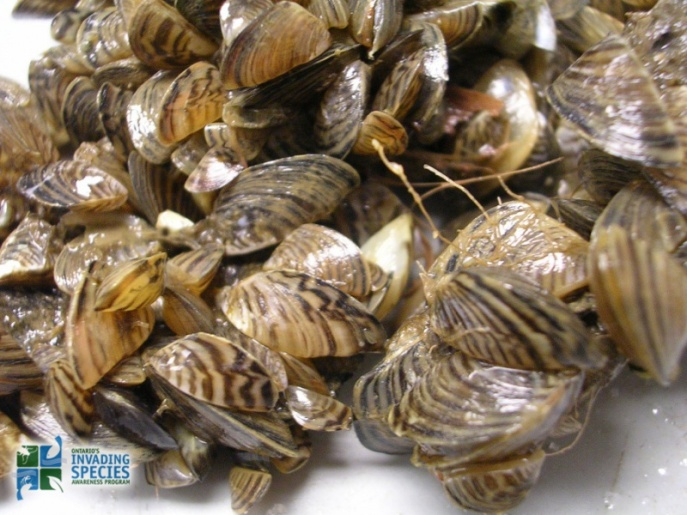 ONTARIO'S
INVADING
SPECIES
AWARENESS PROGRAM